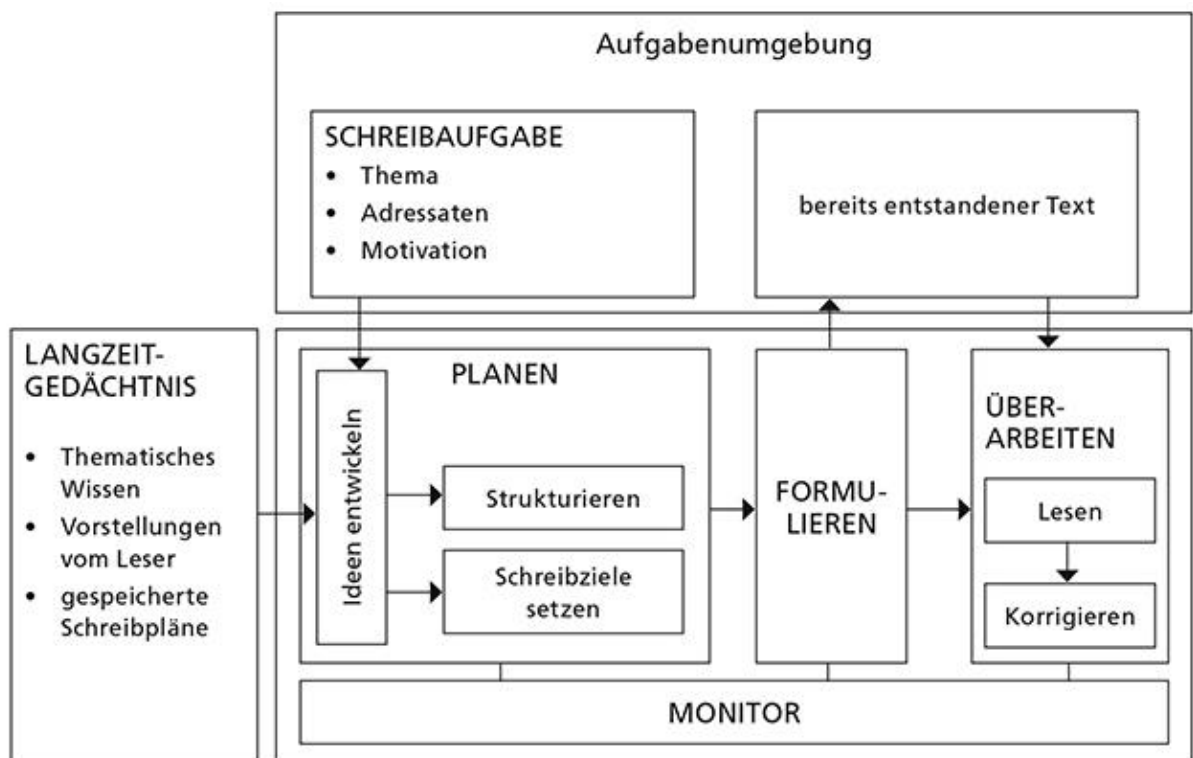 Aufgabenumgebung
SCHREIBAUFGABE
• Thema
• Adressaten
• Motivation
bereits entstandener Text
LANGZEIT-
GEDÄCHTNIS
• Thematisches
Wissen
• Vorstellungen
vom Leser
• gespeicherte
Schreibpläne
PLANEN
Ideen entwickeln
Strukturieren
Schreibziele
setzen
FORMU-
LIEREN
ÜBER-
ARBEITEN
Lesen
Korrigieren
MONITOR